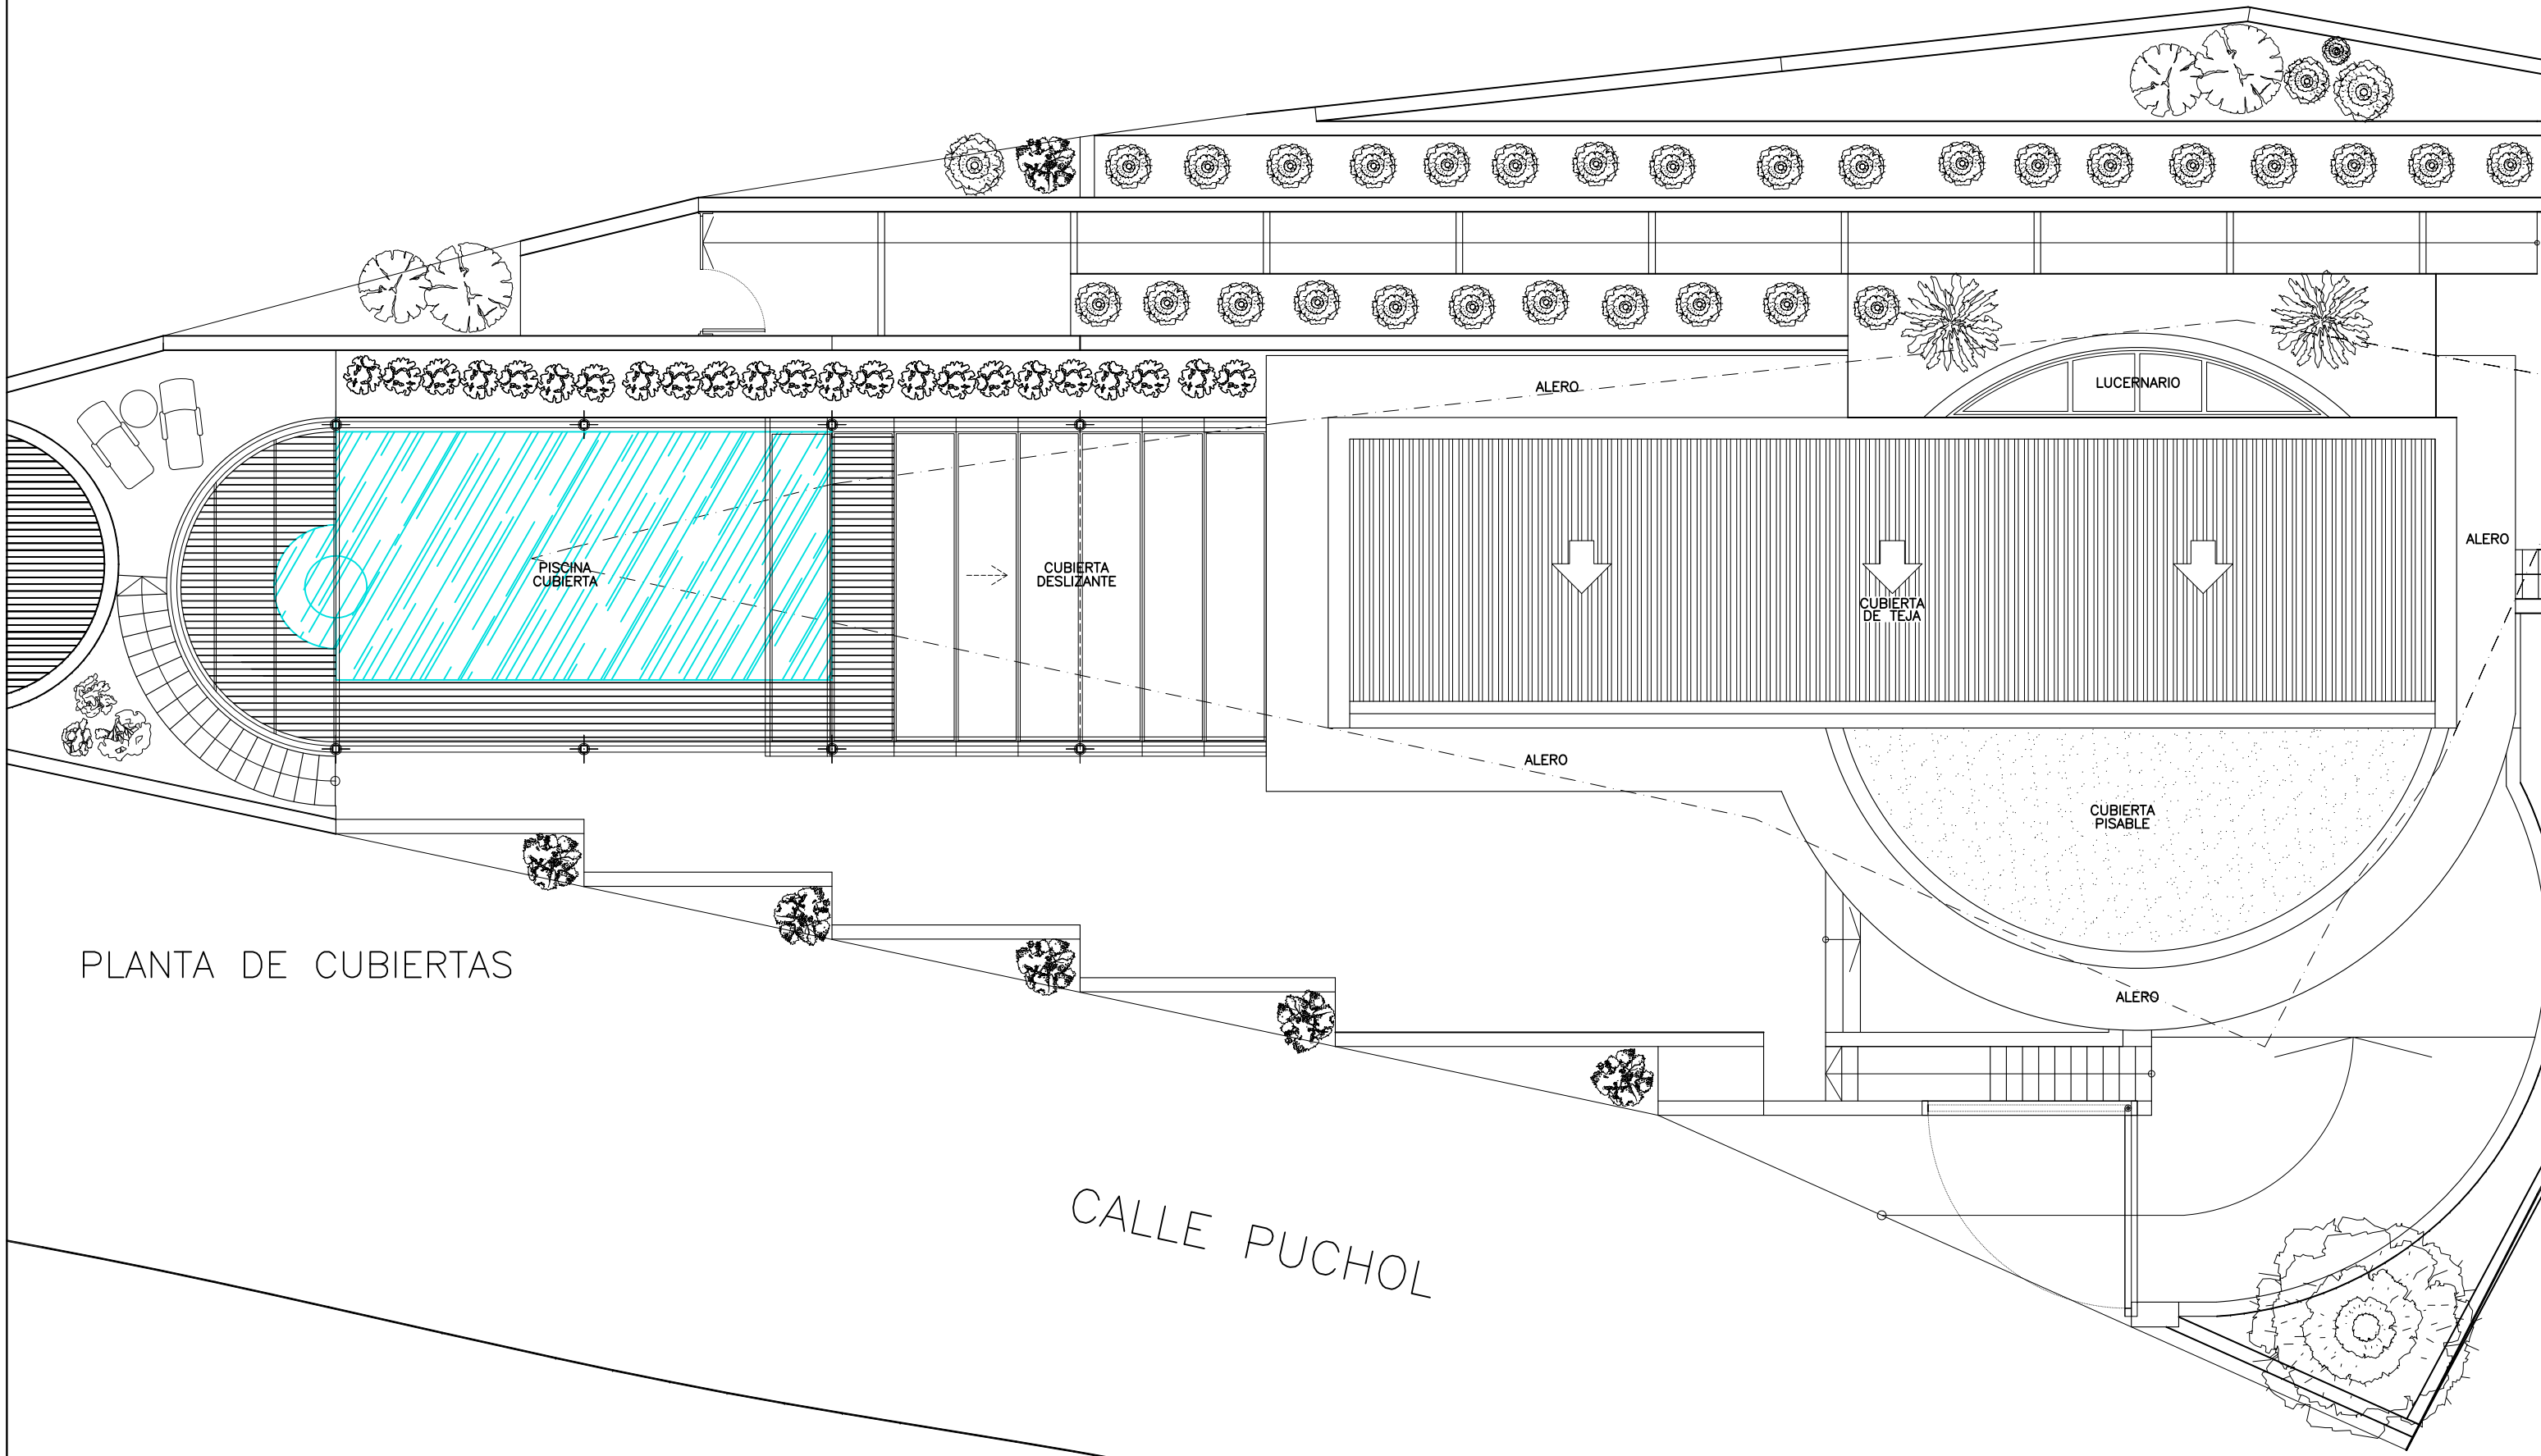 ALERO
LUCERNARIO
ALERO
PISCINA
CUBIERTA
CUBIERTA
DESLIZANTE
CUBIERTA
DE TEJA
ALERO
CUBIERTA
PISABLE
ALERO
PLANTA DE CUBIERTAS
CALLE PUCHOL